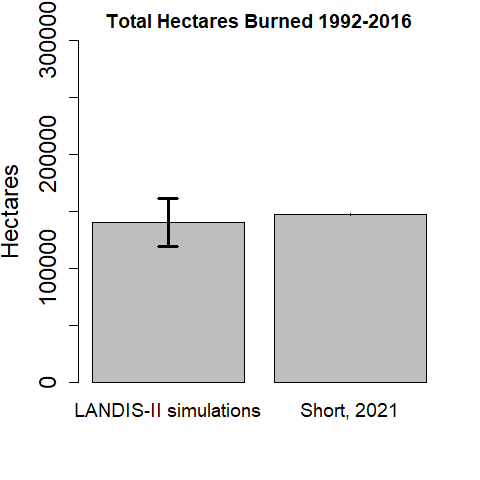 Total Hectares Burned 1992-2016
Hectares
300000
200000
100000
0
LANDIS-II simulations
Short, 2021